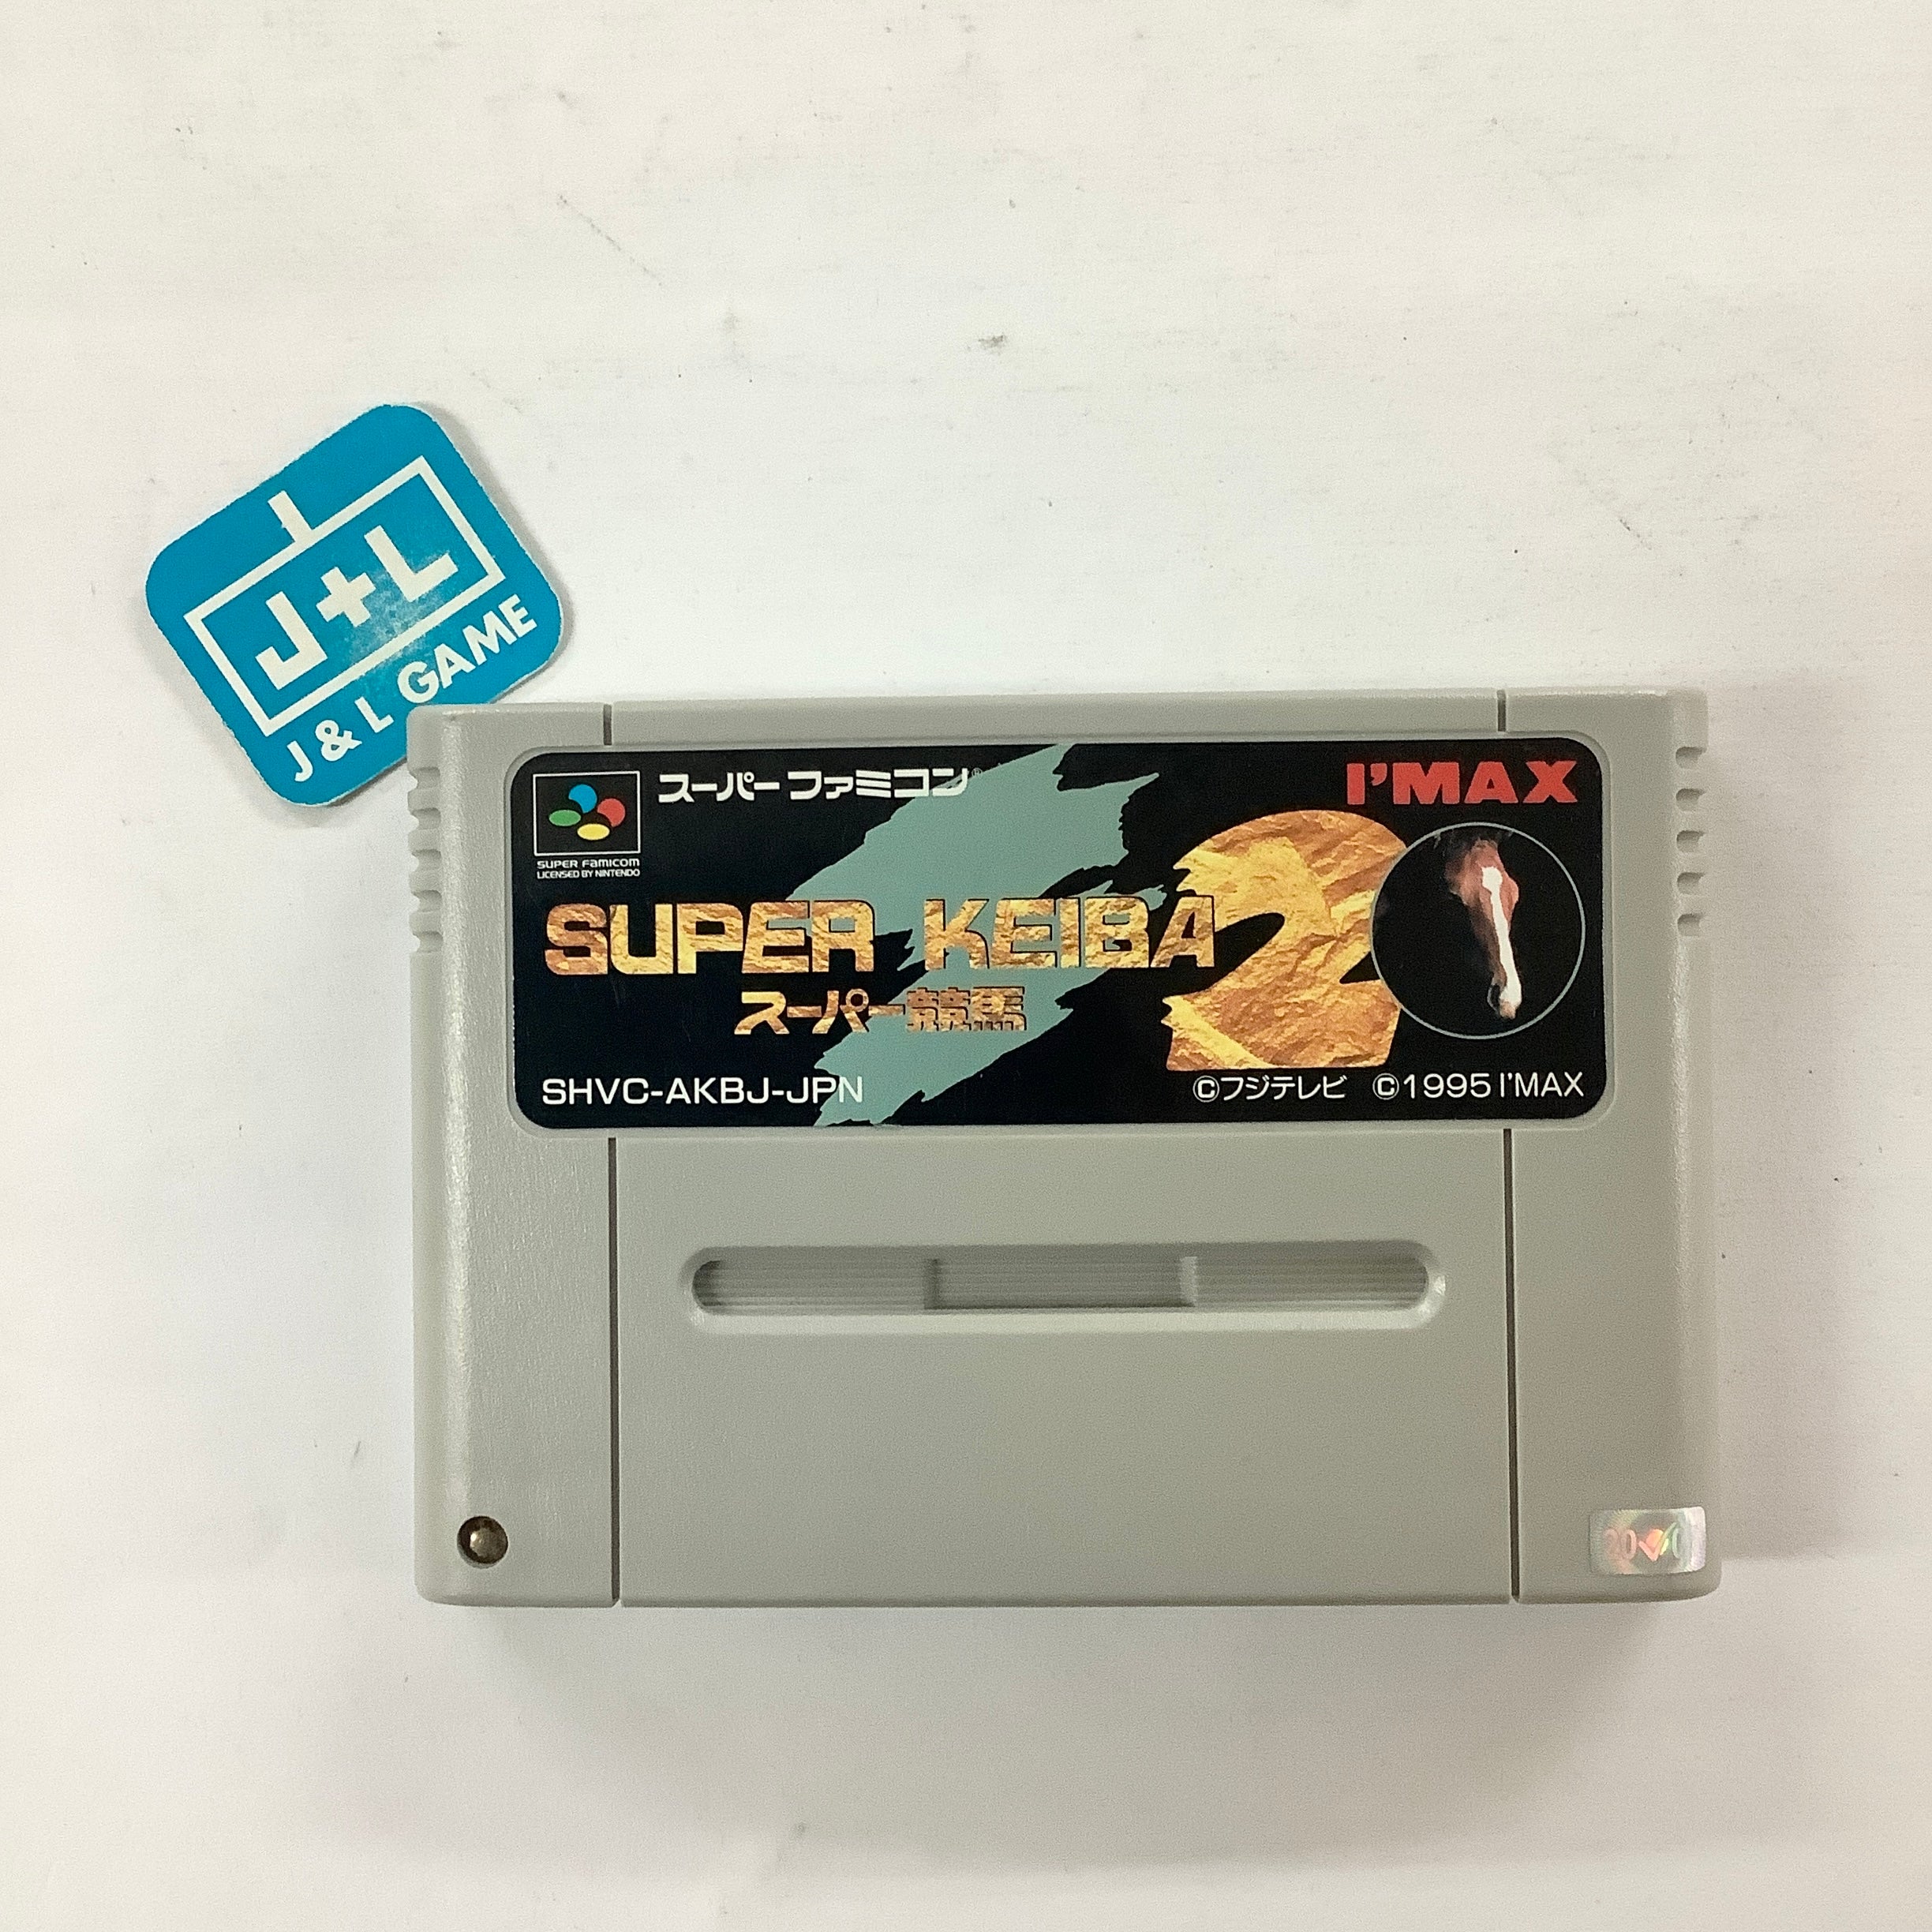 J+L
J & L GAME
スーパーファミコン®
I'MAX
SUPER FAMICOM
LICENSED BY NINTENDO
SUPER KEIBA 2
スーパー競馬
SHVC-AKBJ-JPN
©フジテレビ ©1995 I'MAX